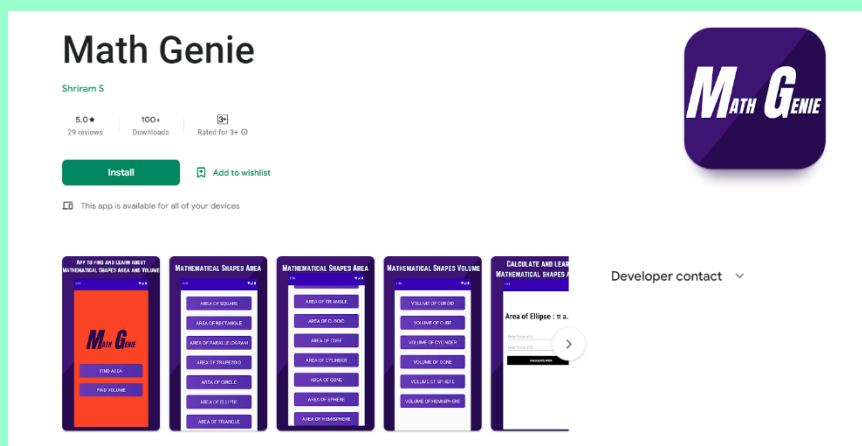 Math Genie
Shriram S
5.0★
29 reviews
100+
Downloads
3+
Rated for 3+
Install
Add to wishlist
This app is available for all of your devices
MATH GENIE
APP TO FIND AND LEARN ABOUT
MATHEMATICAL SHAPES AREA AND VOLUME
MATH GENIE
FIND AREA
FIND VOLUME
MATHEMATICAL SHAPES AREA
AREA OF SQUARE
AREA OF RECTANGLE
AREA OF PARALLELOGRAM
AREA OF TRAPEZOID
AREA OF CIRCLE
AREA OF ELLIPSE
AREA OF TRIANGLE
MATHEMATICAL SHAPES AREA
AREA OF TRIANGLE
AREA OF CUBOID
AREA OF CUBE
AREA OF CYLINDER
AREA OF CONE
AREA OF SPHERE
AREA OF HEMISPHERE
MATHEMATICAL SHAPES VOLUME
VOLUME OF CUBOID
VOLUME OF CUBE
VOLUME OF CYLINDER
VOLUME OF CONE
VOLUME OF SPHERE
VOLUME OF HEMISPHERE
CALCULATE AND LEAR
MATHEMATICAL SHAPES A
Area of Ellipse : π a.
Developer contact